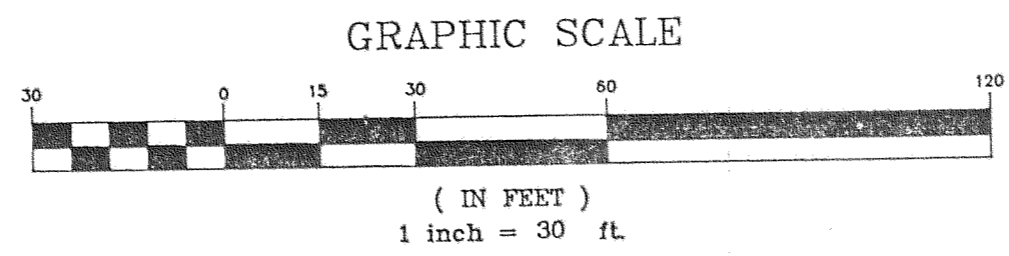 GRAPHIC SCALE
30 0 15 30 60 120
( IN FEET )
1 inch = 30 ft.